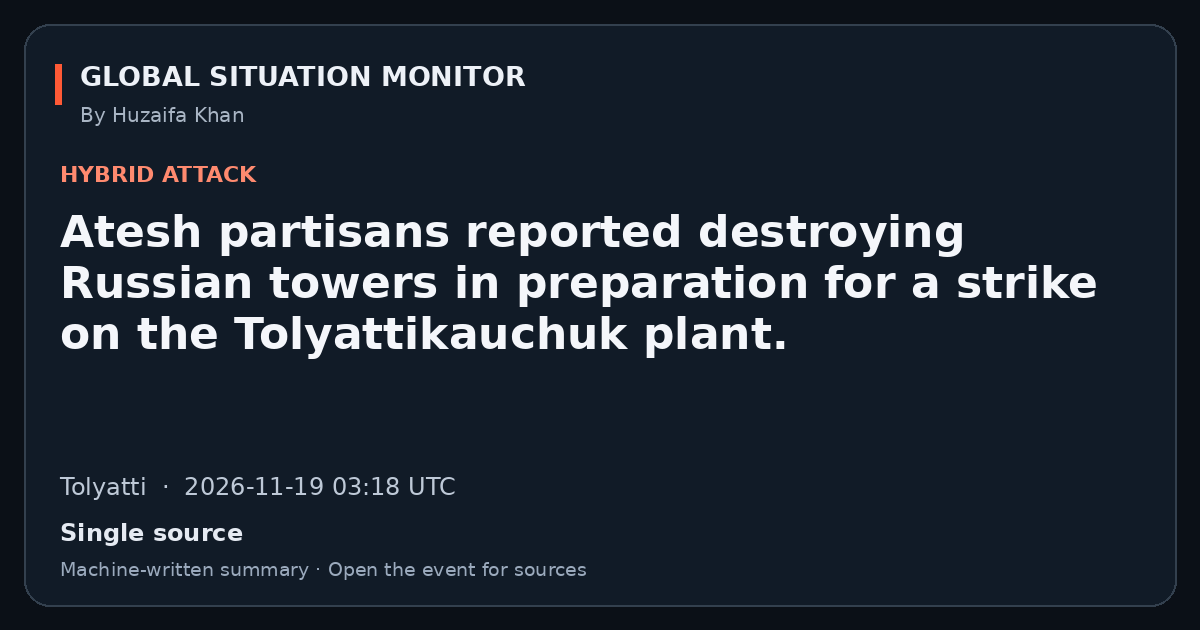 GLOBAL SITUATION MONITOR
By Huzaifa Khan
HYBRID ATTACK
Atesh partisans reported destroying
Russian towers in preparation for a strike
on the Tolyattikauchuk plant.
Tolyatti · 2026-11-19 03:18 UTC
Single source
Machine-written summary · Open the event for sources